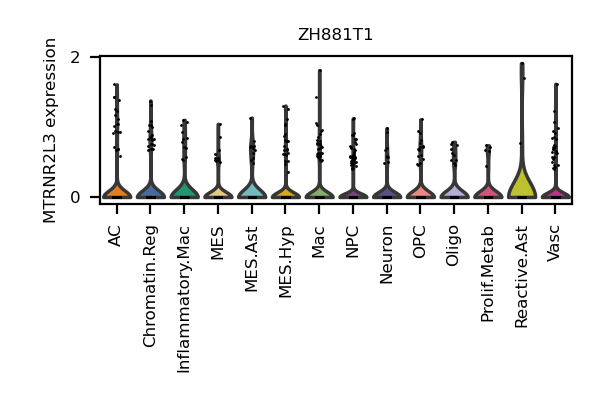 ZH881T1
MTRNR2L3 expression
2
0
AC
Chromatin.Reg
Inflammatory.Mac
MES
MES.Ast
MES.Hyp
Mac
NPC
Neuron
OPC
Oligo
Prolif.Metab
Reactive.Ast
Vasc